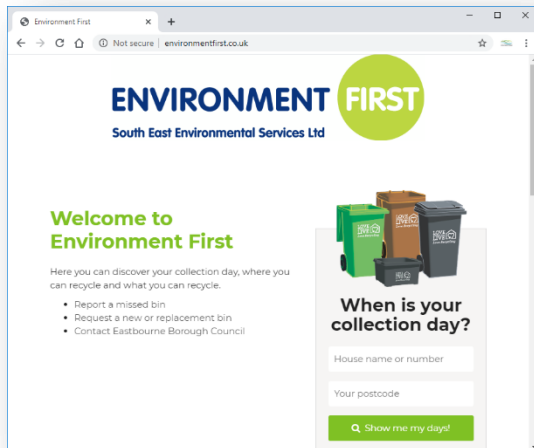 Environment First
Not secure | environmentfirst.co.uk
ENVIRONMENT FIRST
South East Environmental Services Ltd
Welcome to
Environment First
Here you can discover your collection day, where you
can recycle and what you can recycle.
Report a missed bin
Request a new or replacement bin
Contact Eastbourne Borough Council
When is your
collection day?
House name or number
Your postcode
Show me my days!